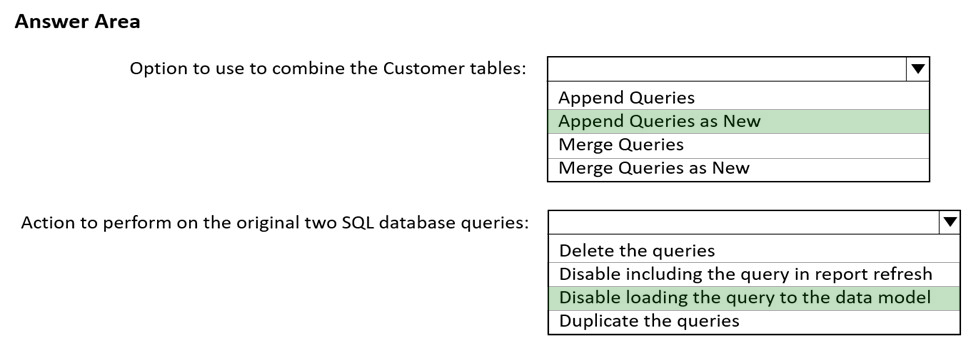 Answer Area
Option to use to combine the Customer tables:
Append Queries
Append Queries as New
Merge Queries
Merge Queries as New
Action to perform on the original two SQL database queries:
Delete the queries
Disable including the query in report refresh
Disable loading the query to the data model
Duplicate the queries